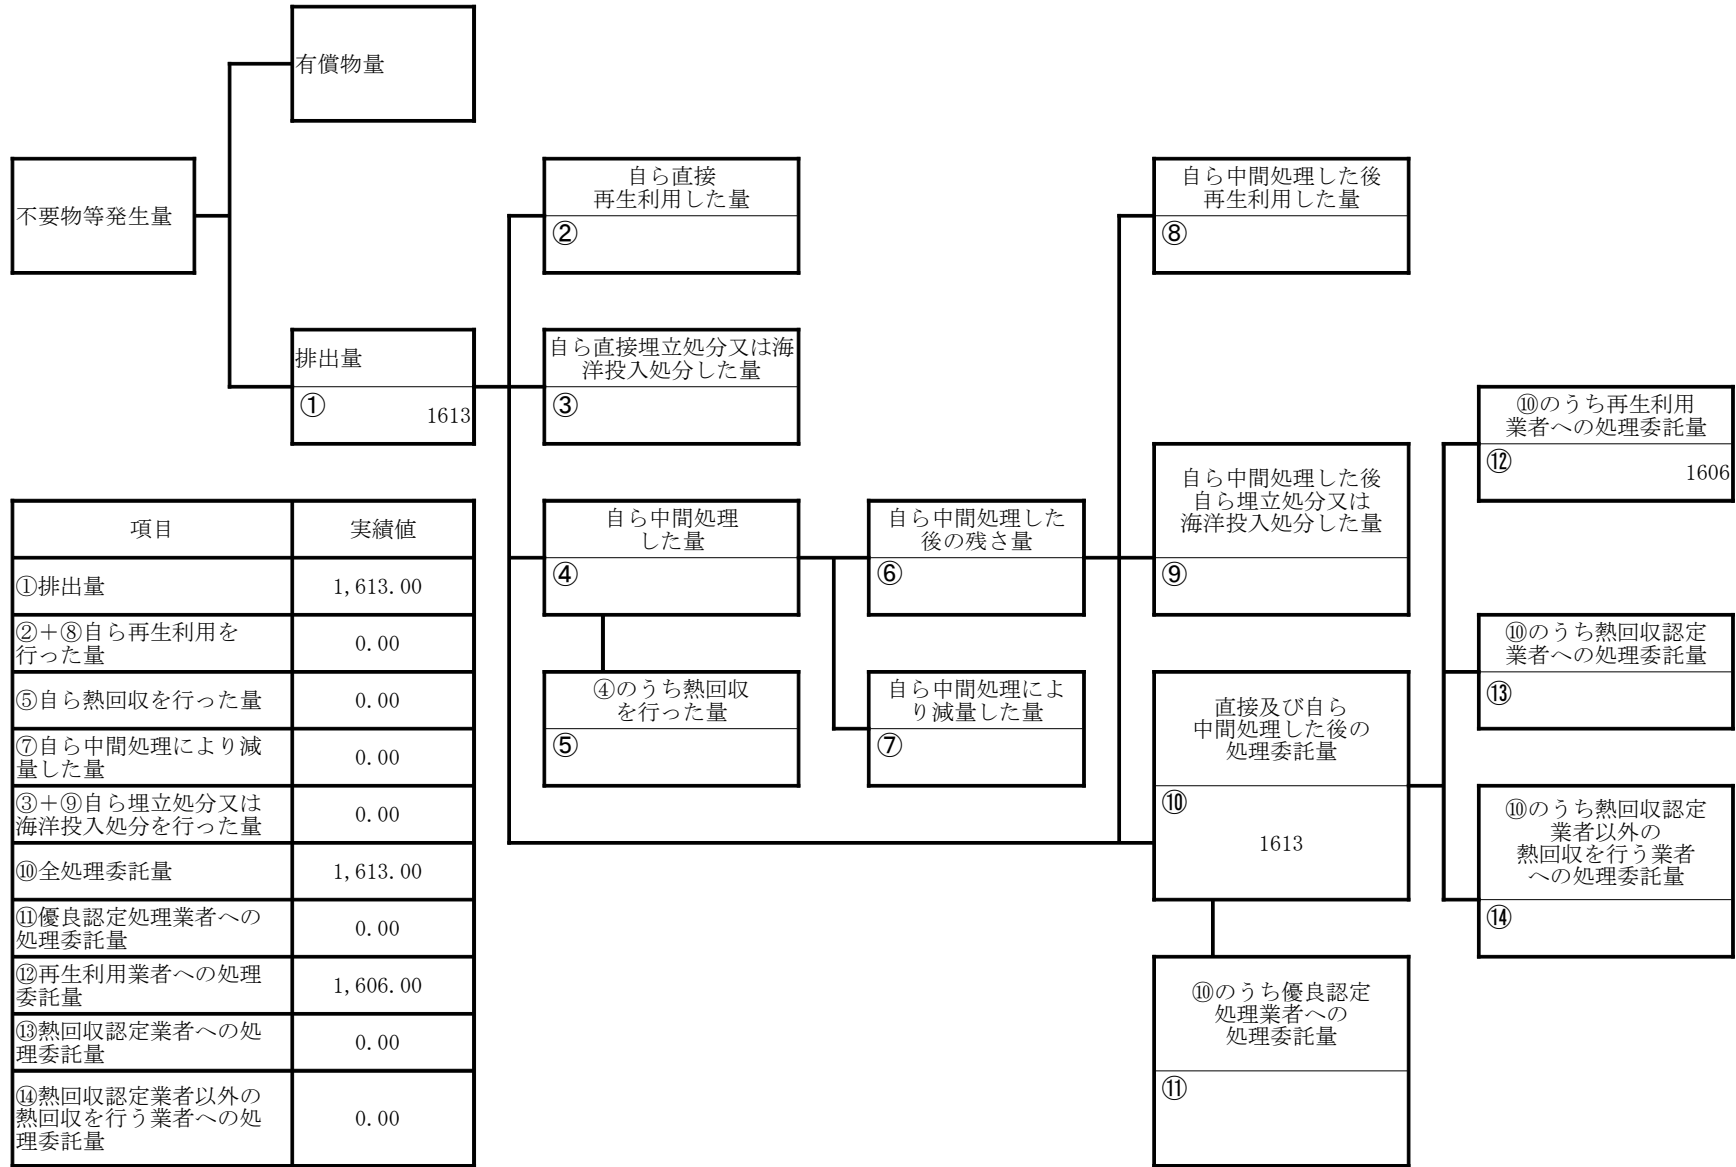 有償物量
不要物等発生量
自ら直接
再生利用した量
②
自ら中間処理した後
再生利用した量
⑧
排出量
①
1613
自ら直接埋立処分又は海
洋投入処分した量
③
⑩のうち再生利用
業者への処理委託量
⑫
1606
自ら中間処理
した量
④
自ら中間処理した
後の残さ量
⑥
自ら中間処理した後
自ら埋立処分又は
海洋投入処分した量
⑨
⑩のうち熱回収認定
業者への処理委託量
⑬
④のうち熱回収
を行った量
⑤
自ら中間処理によ
り減量した量
⑦
直接及び自ら
中間処理した後の
処理委託量
⑩
1613
⑩のうち熱回収認定
業者以外の
熱回収を行う業者
への処理委託量
⑭
⑩のうち優良認定
処理業者への
処理委託量
⑪
項目 実績値
①排出量 1,613.00
②+⑧自ら再生利用を
行った量 0.00
⑤自ら熱回収を行った量 0.00
⑦自ら中間処理により減
量した量 0.00
③+⑨自ら埋立処分又は
海洋投入処分を行った量 0.00
⑩全処理委託量 1,613.00
⑪優良認定処理業者への
処理委託量 0.00
⑫再生利用業者への処理
委託量 1,606.00
⑬熱回収認定業者への処
理委託量 0.00
⑭熱回収認定業者以外の
熱回収を行う業者への処
理委託量 0.00